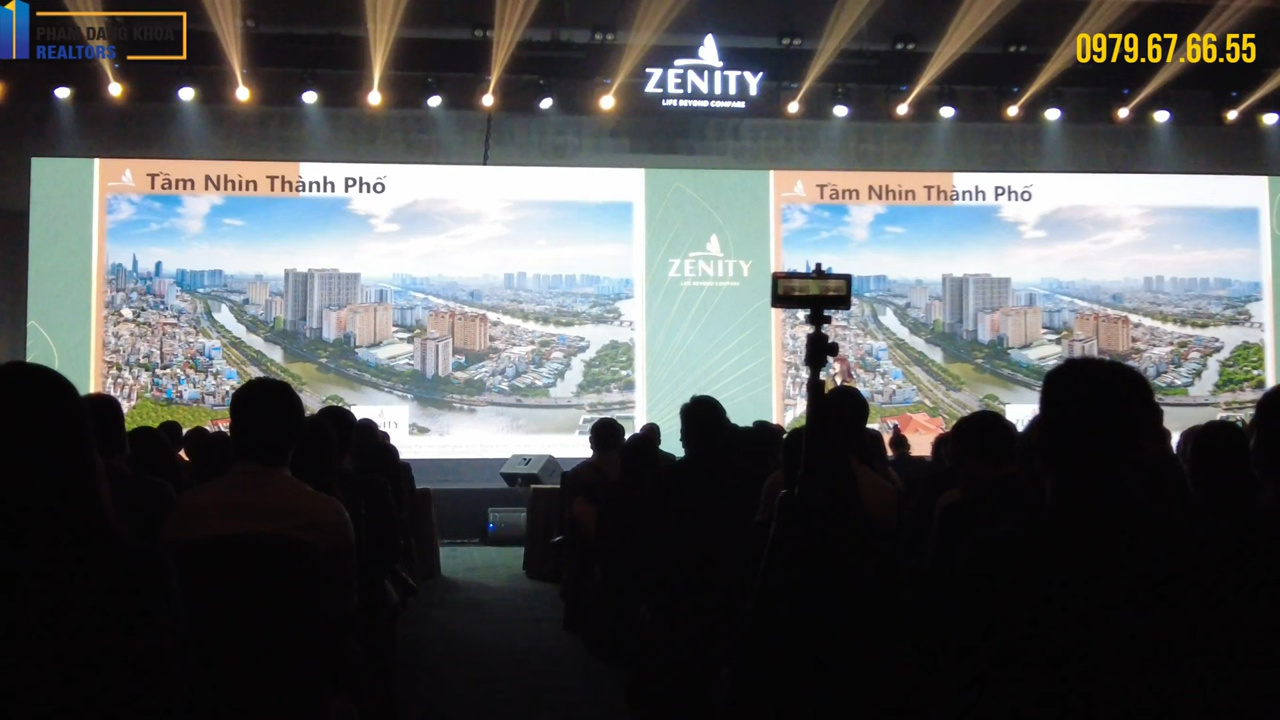 PHAM DANG KHOA
REALTORS
0979.67.66.55
ZENITY
LIFE BEYOND COMPARE
Tầm Nhìn Thành Phố
ZENITY
LIFE BEYOND COMPARE
Tầm Nhìn Thành Phố